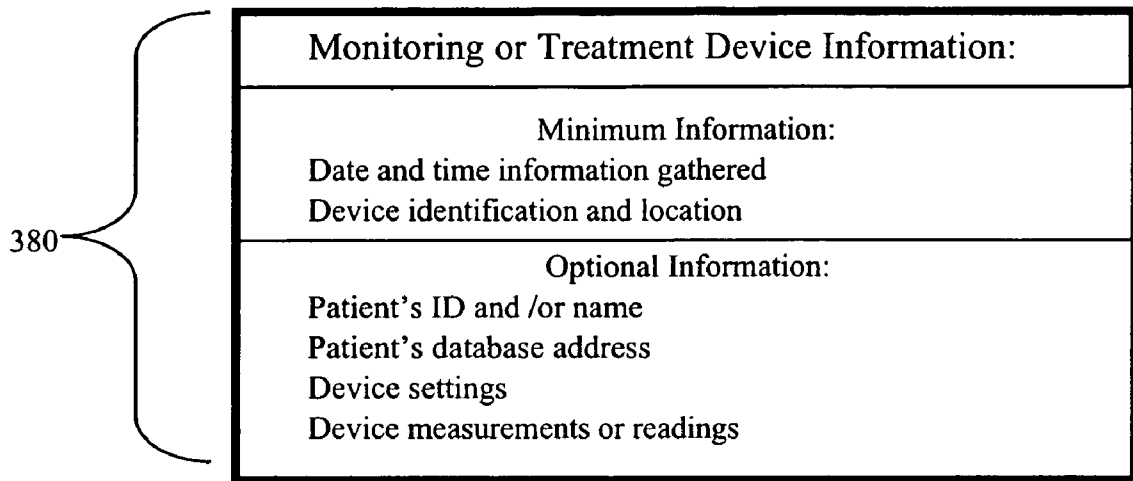 Monitoring or Treatment Device Information:
Minimum Information:
Date and time information gathered
Device identification and location
380
Optional Information:
Patient's ID and /or name
Patient's database address
Device settings
Device measurements or readings